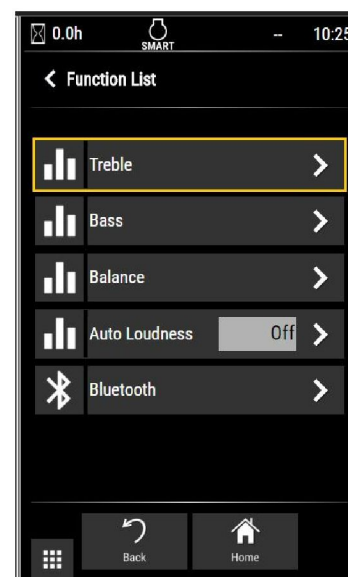 0.0h
SMART
--
10:25
Function List
Treble
Bass
Balance
Auto Loudness Off
Bluetooth
Back
Home